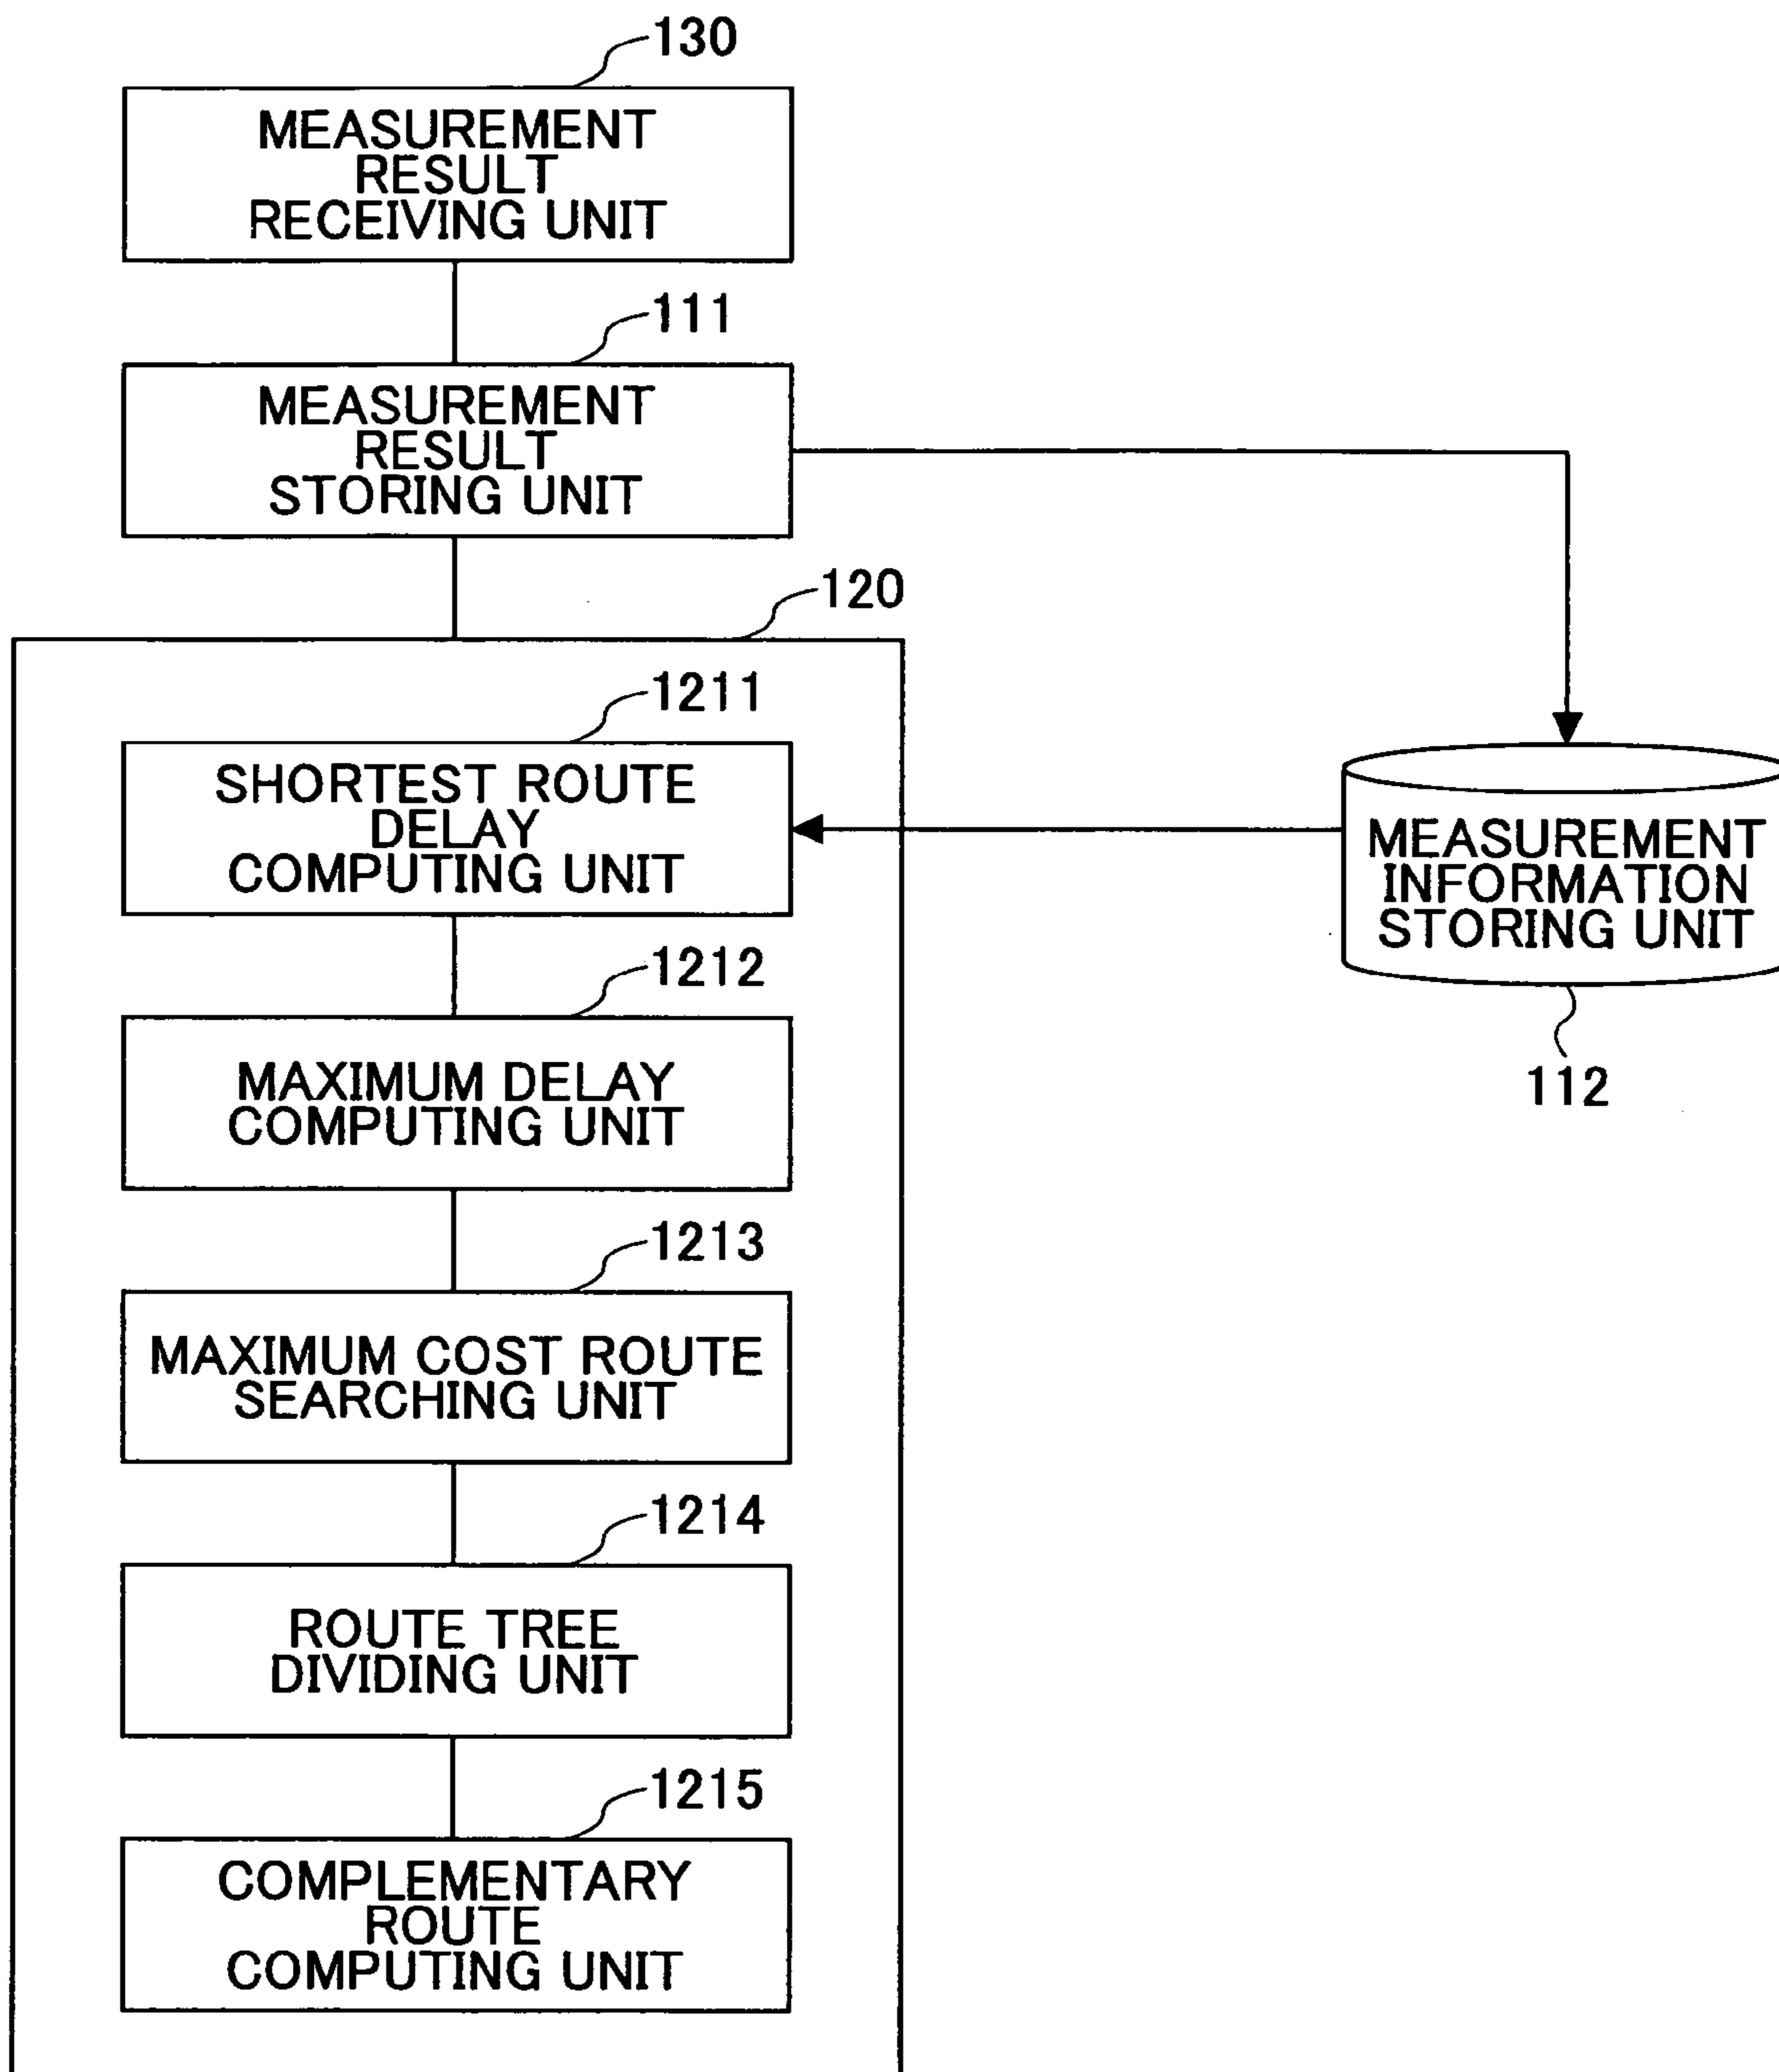 130
MEASUREMENT
RESULT
RECEIVING UNIT
111
MEASUREMENT
RESULT
STORING UNIT
120
1211
SHORTEST ROUTE
DELAY
COMPUTING UNIT
MEASUREMENT
INFORMATION
STORING UNIT
112
1212
MAXIMUM DELAY
COMPUTING UNIT
1213
MAXIMUM COST ROUTE
SEARCHING UNIT
1214
ROUTE TREE
DIVIDING UNIT
1215
COMPLEMENTARY
ROUTE
COMPUTING UNIT